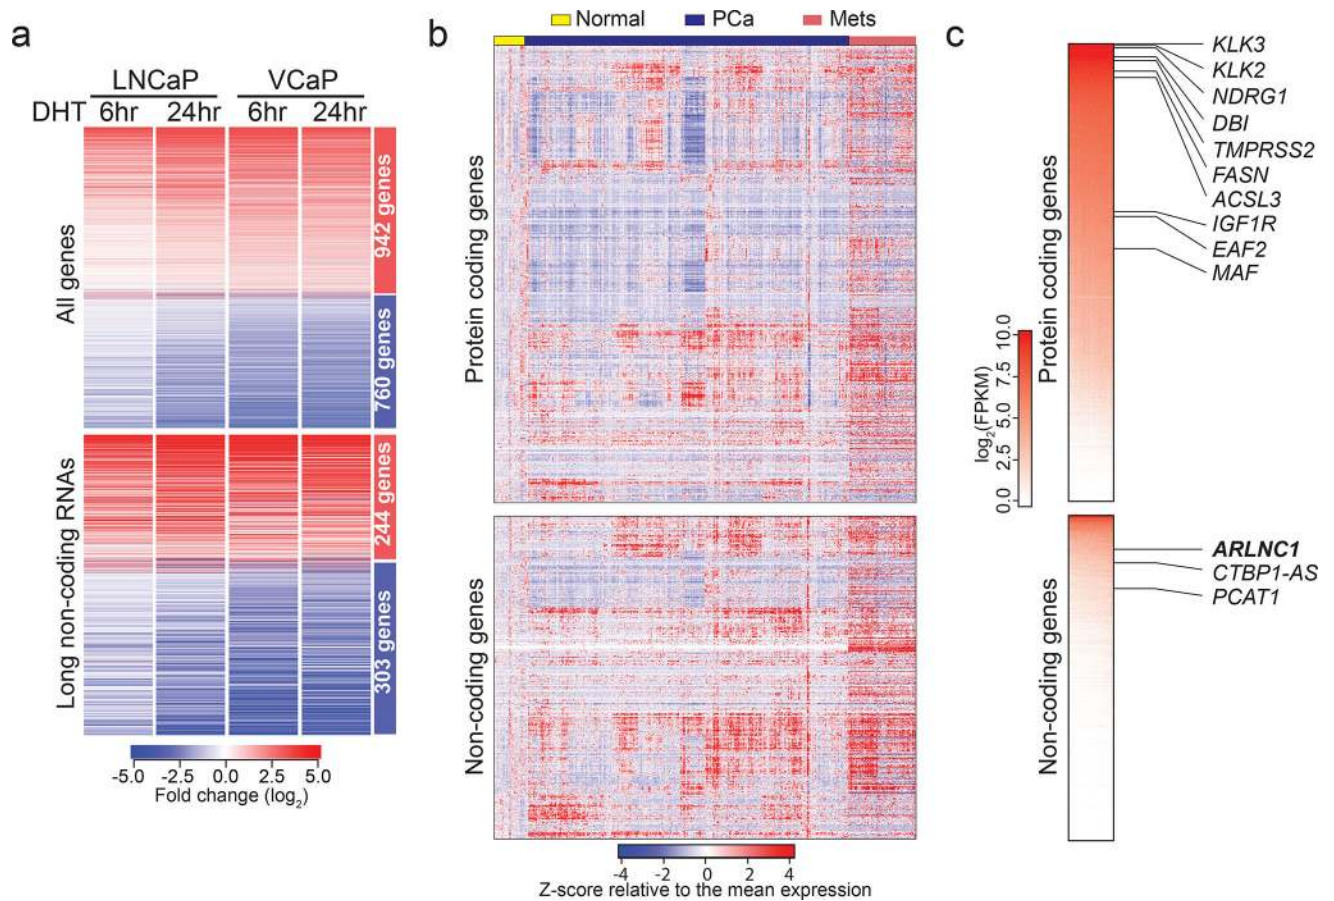 a
LNCaP VCaP
DHT 6hr 24hr 6hr 24hr
All genes
942 genes
760 genes
Long non-coding RNAs
244 genes
303 genes
-5.0 -2.5 0.0 2.5 5.0
Fold change (log2)
b
Normal PCa Mets
Protein coding genes
Non-coding genes
-4 -2 0 2 4
Z-score relative to the mean expression
c
Protein coding genes
KLK3
KLK2
NDRG1
DBI
TMPRSS2
FASN
ACSL3
IGF1R
EAF2
MAF
log2(FPKM)
0.0 2.5 5.0 7.5 10.0
Non-coding genes
ARLNC1
CTBP1-AS
PCAT1